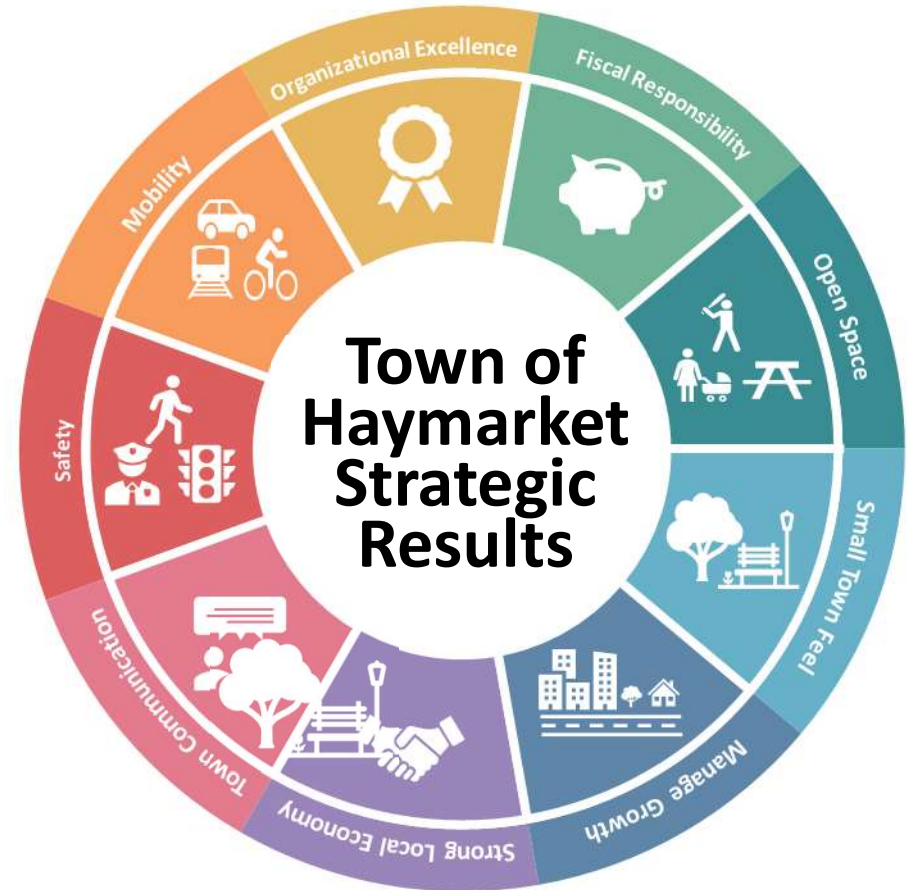 Organizational Excellence
Fiscal Responsibility
Open Space
Small Town Feel
Manage Growth
Strong Local Economy
Town Communication
Safety
Mobility
Town of
Haymarket
Strategic
Results